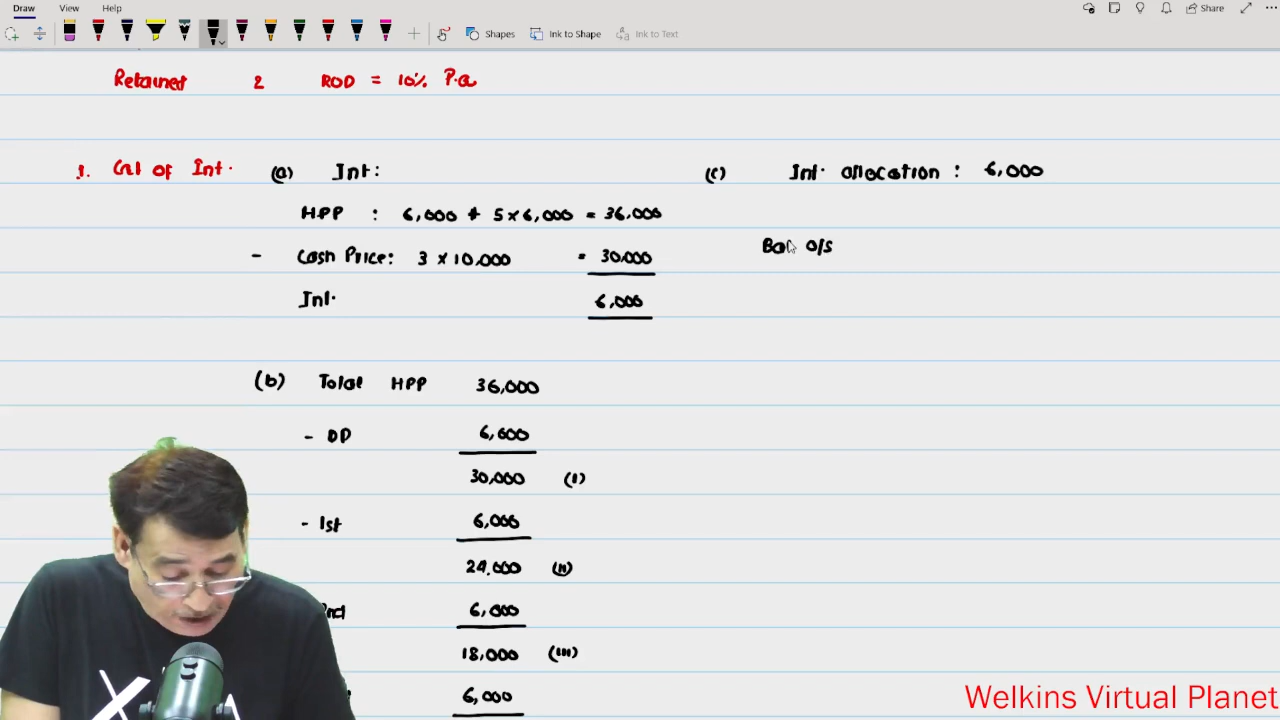 Draw View Help Share
Shapes Ink to Shape Ink to Text
Retained 2 ROD = 10% P.a
1. Cal of Int. (a) Int: (c) Int. allocation : 6,000
HPP : 6,000 + 5 x 6,000 = 36,000
Bal o/s
- Cash Price: 3 x 10,000 = 30,000
Int. 6,000
(b) Total HPP 36,000
- DP 6,000
30,000 (I)
- 1st 6,000
24,000 (II)
6,000
18,000 (III)
6,000
Welkins Virtual Planet